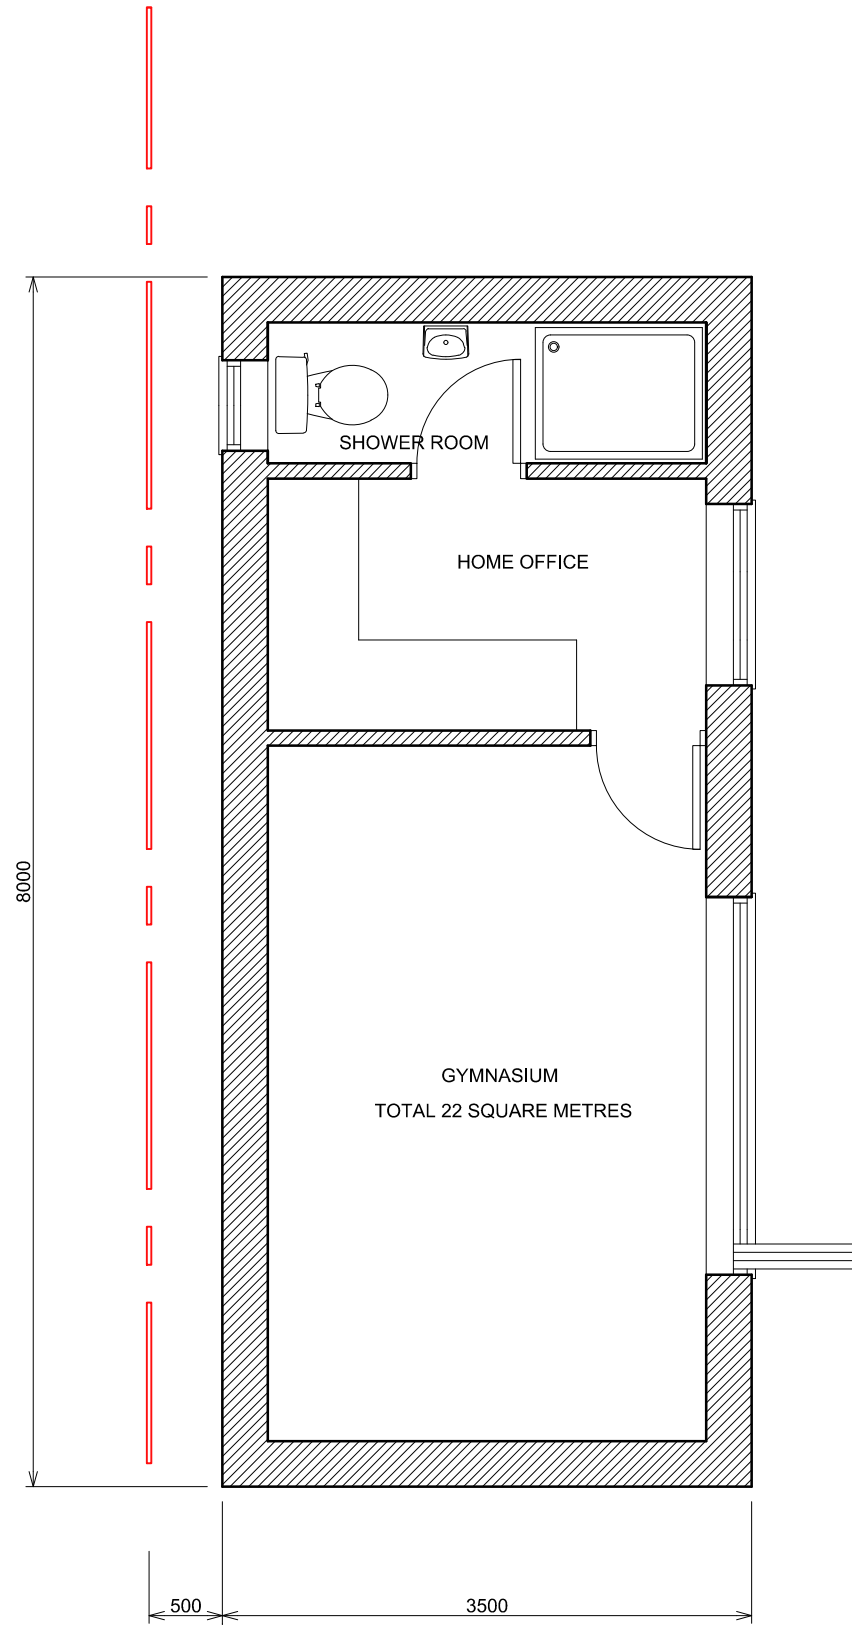 SHOWER ROOM
HOME OFFICE
8000
GYMNASIUM
TOTAL 22 SQUARE METRES
500
3500